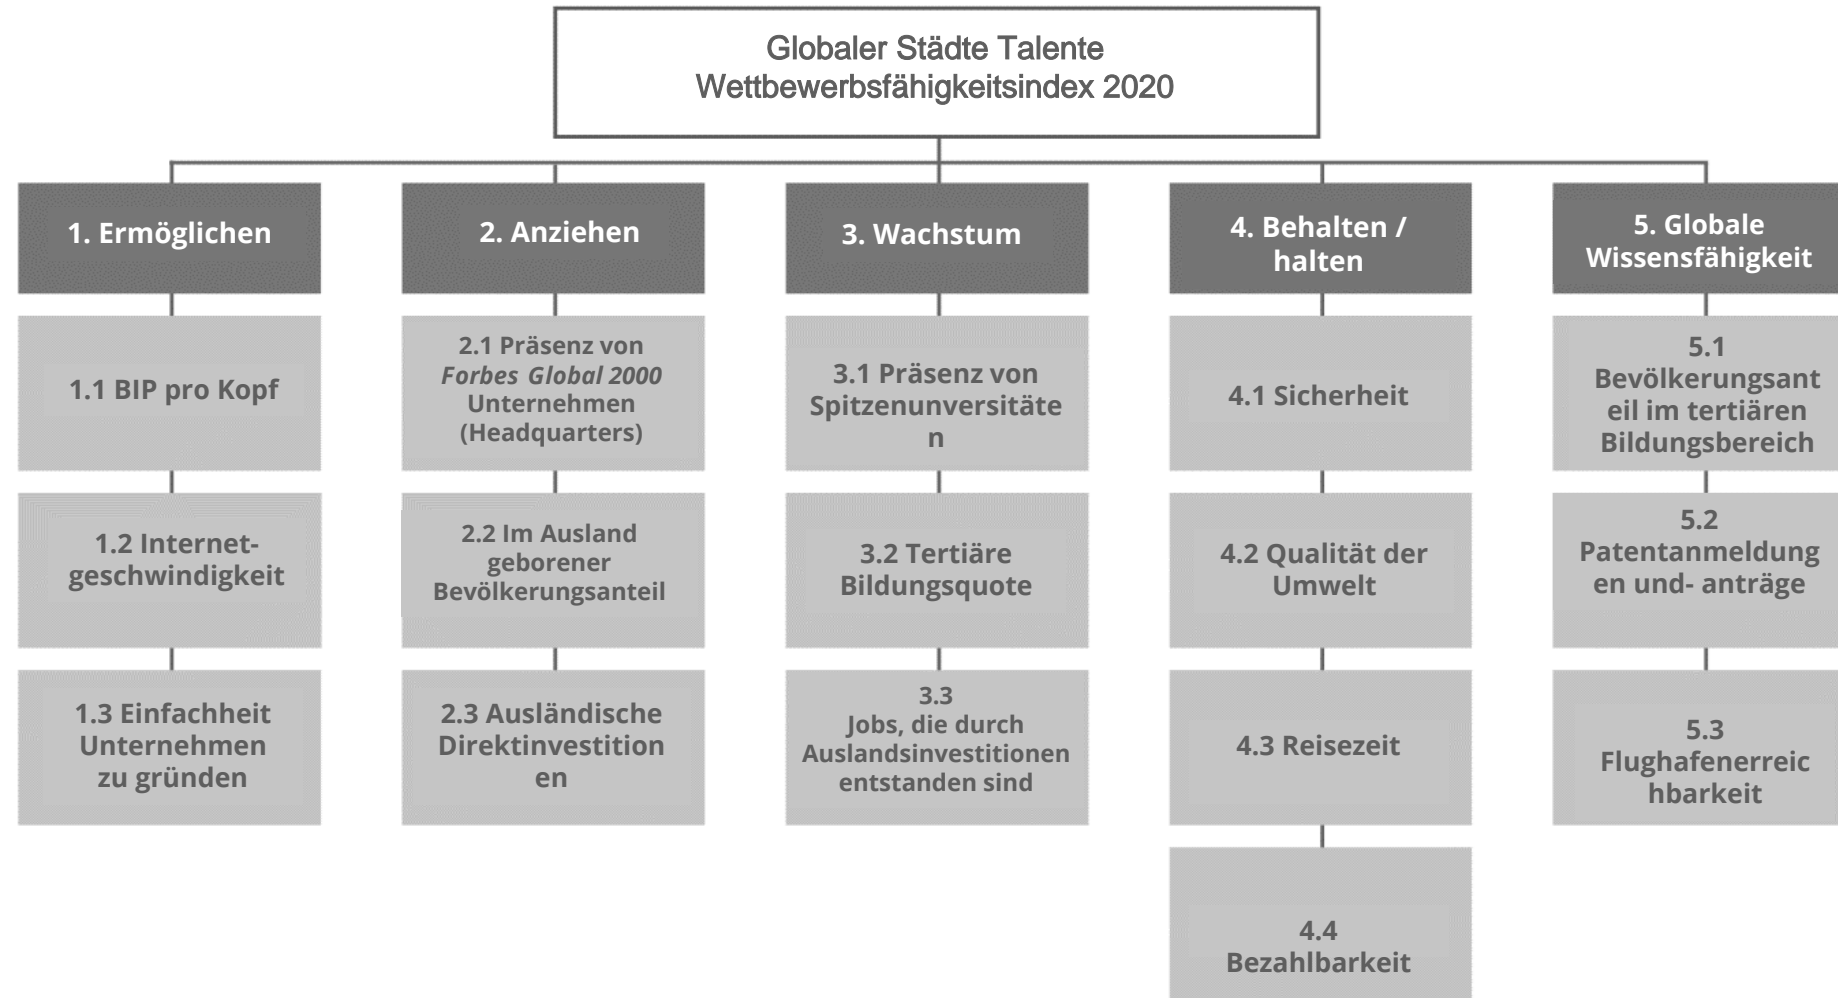 Globaler Städte Talente
Wettbewerbsfähigkeitsindex 2020
1. Ermöglichen
1.1 BIP pro Kopf
1.2 Internet-
geschwindigkeit
1.3 Einfachheit
Unternehmen
zu gründen
2. Anziehen
2.1 Präsenz von
Forbes Global 2000
Unternehmen
(Headquarters)
2.2 Im Ausland
geborener
Bevölkerungsanteil
2.3 Ausländische
Direktinvestition
en
3. Wachstum
3.1 Präsenz von
Spitzenunversitäte
n
3.2 Tertiäre
Bildungsquote
3.3
Jobs, die durch
Auslandsinvestitionen
entstanden sind
4. Behalten /
halten
4.1 Sicherheit
4.2 Qualität der
Umwelt
4.3 Reisezeit
4.4
Bezahlbarkeit
5. Globale
Wissensfähigkeit
5.1
Bevölkerungsant
eil im tertiären
Bildungsbereich
5.2
Patentanmeldung
en und- anträge
5.3
Flughafenerreic
hbarkeit